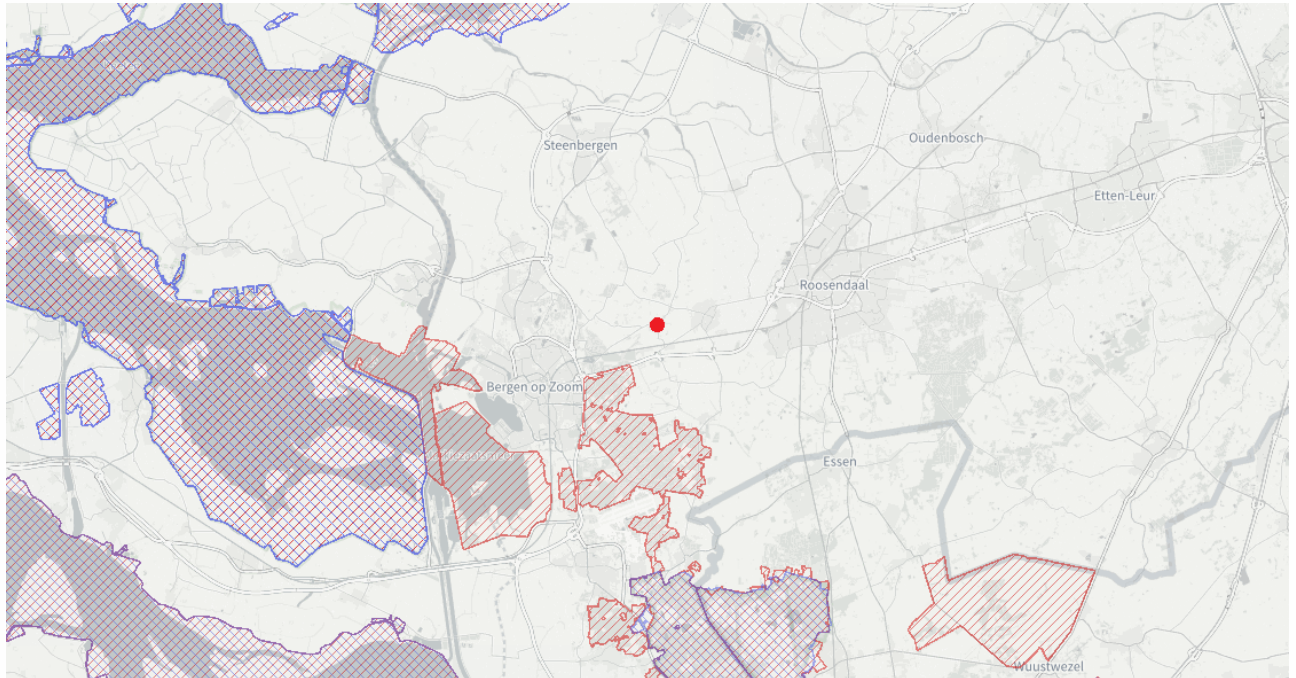 Steenbergen
Oudenbosch
Etten-Leur
Roosendaal
Bergen op Zoom
Essen
Wuustwezel